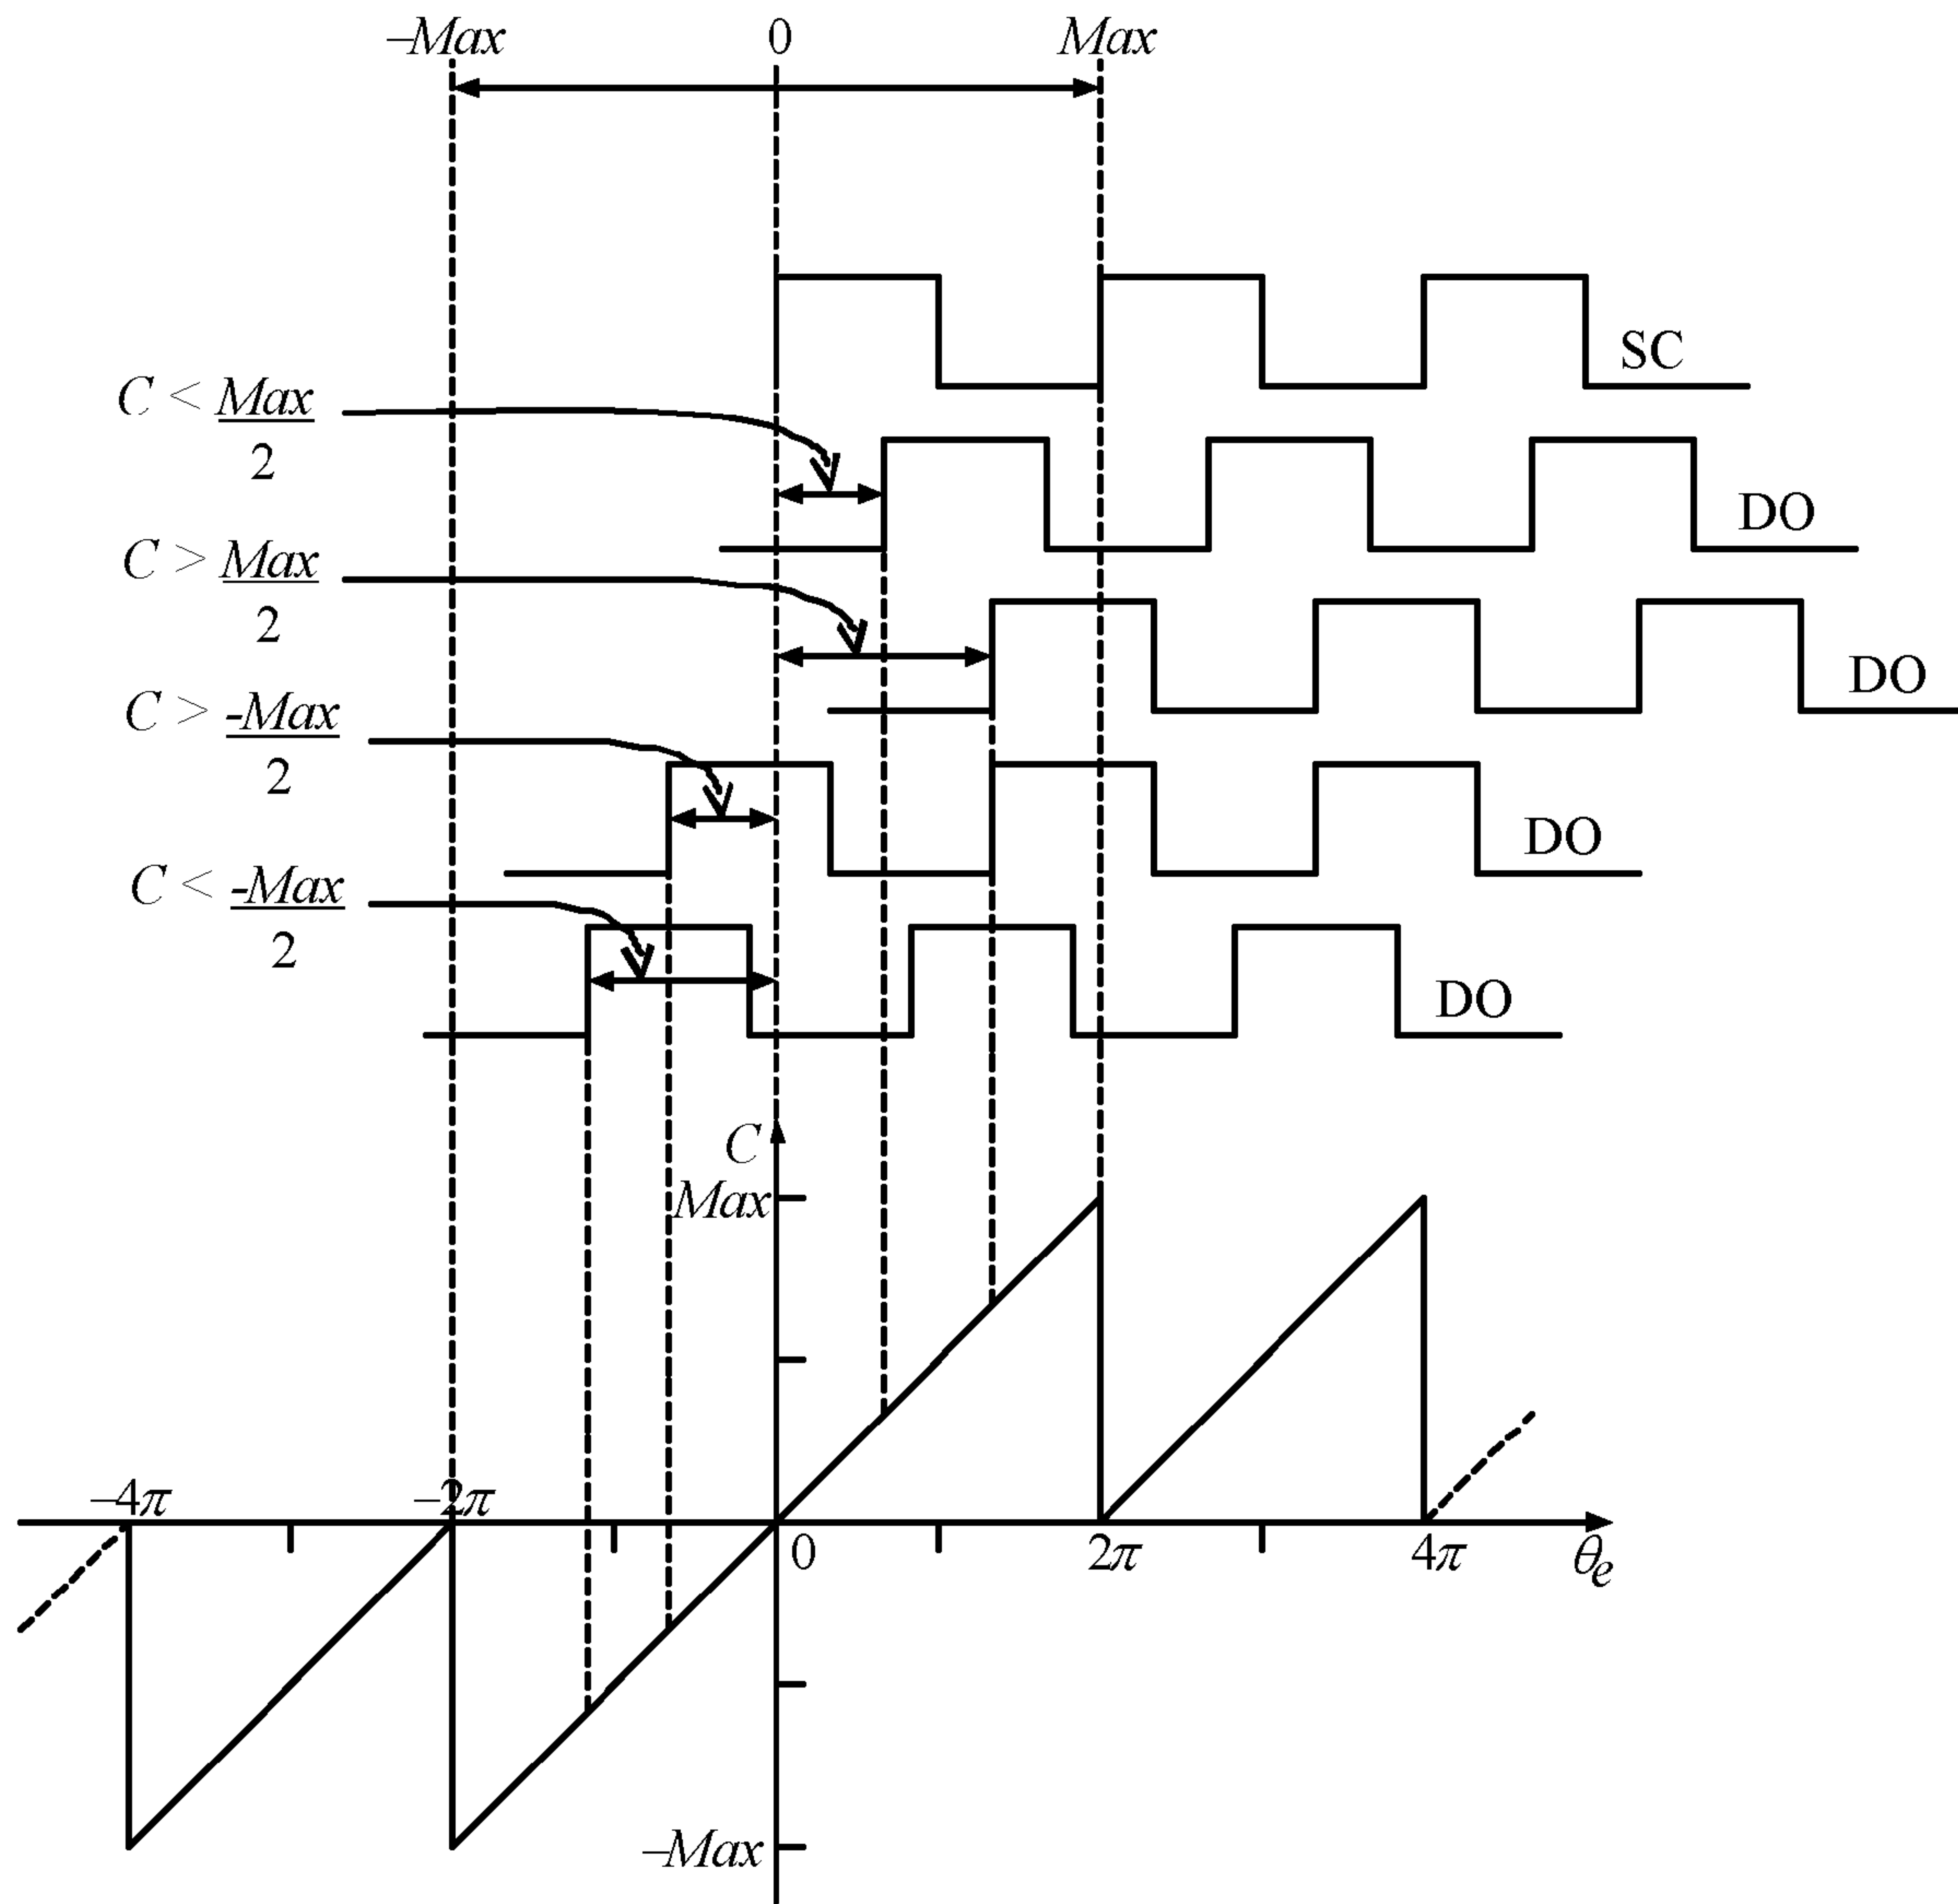 –Max 0 Max
SC
C < Max
2
DO
C > Max
2
DO
C > -Max
2
DO
C < -Max
2
DO
C
Max
–4π –2π
0 2π 4π θe
–Max